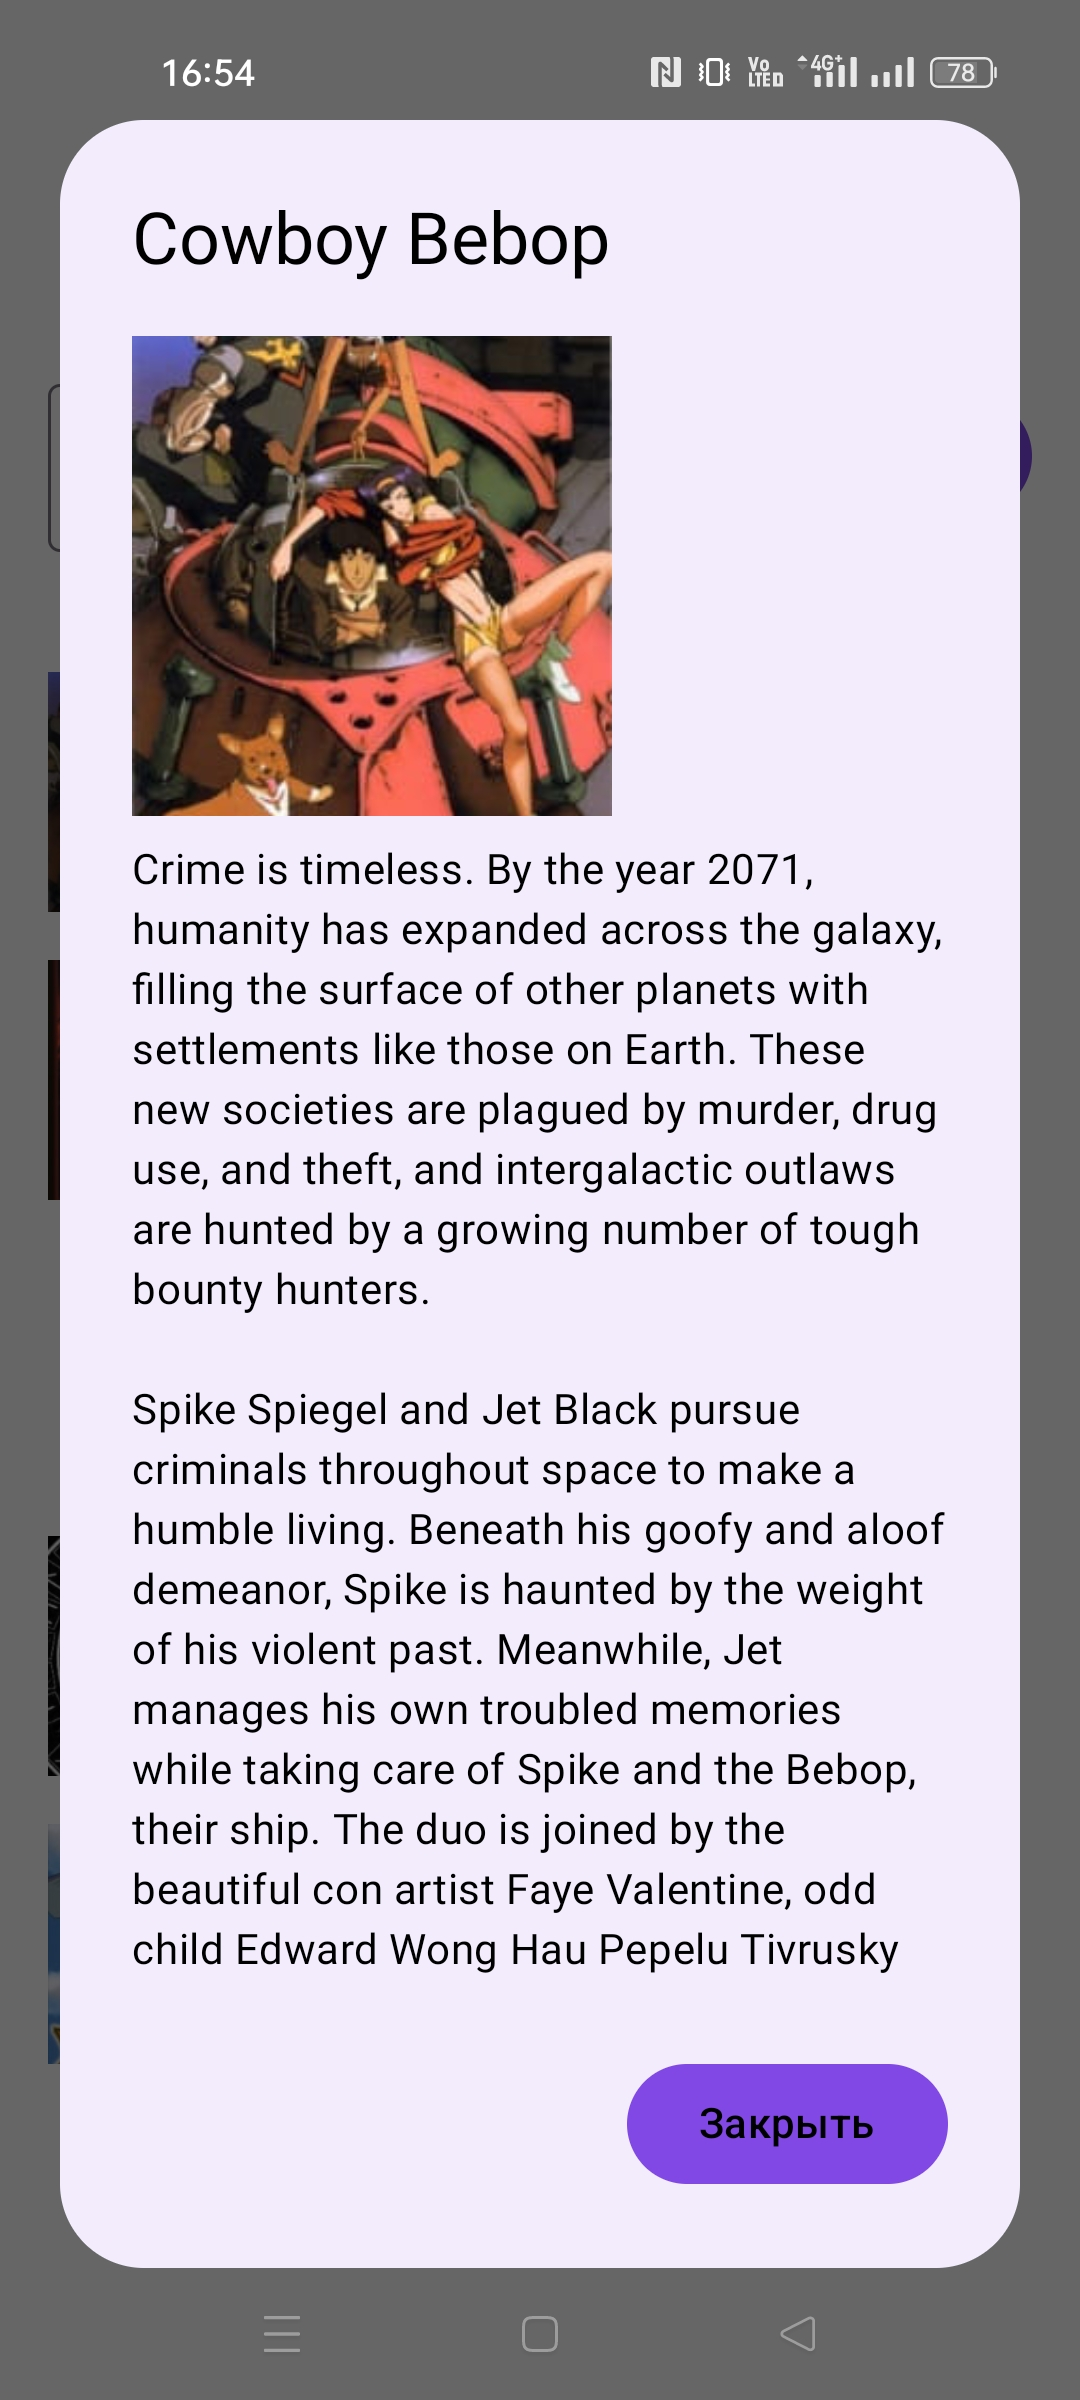 16:54
Vo
LTED
4G+
78
Cowboy Bebop
Crime is timeless. By the year 2071,
humanity has expanded across the galaxy,
filling the surface of other planets with
settlements like those on Earth. These
new societies are plagued by murder, drug
use, and theft, and intergalactic outlaws
are hunted by a growing number of tough
bounty hunters.
Spike Spiegel and Jet Black pursue
criminals throughout space to make a
humble living. Beneath his goofy and aloof
demeanor, Spike is haunted by the weight
of his violent past. Meanwhile, Jet
manages his own troubled memories
while taking care of Spike and the Bebop,
their ship. The duo is joined by the
beautiful con artist Faye Valentine, odd
child Edward Wong Hau Pepelu Tivrusky
Закрыть